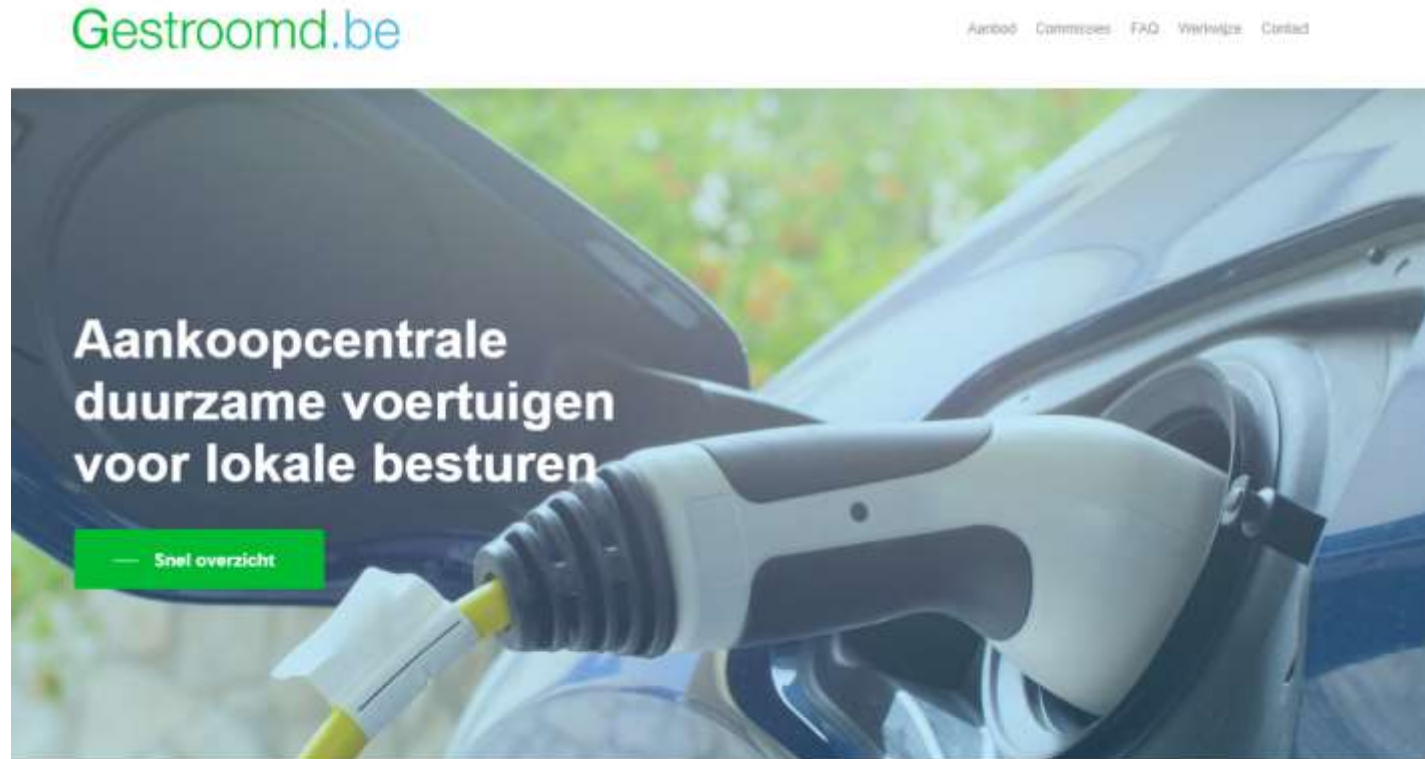 Gestroomd.be
Aanbod Commissies FAQ Werkwijze Contact
Aankoopcentrale
duurzame voertuigen
voor lokale besturen
Snel overzicht